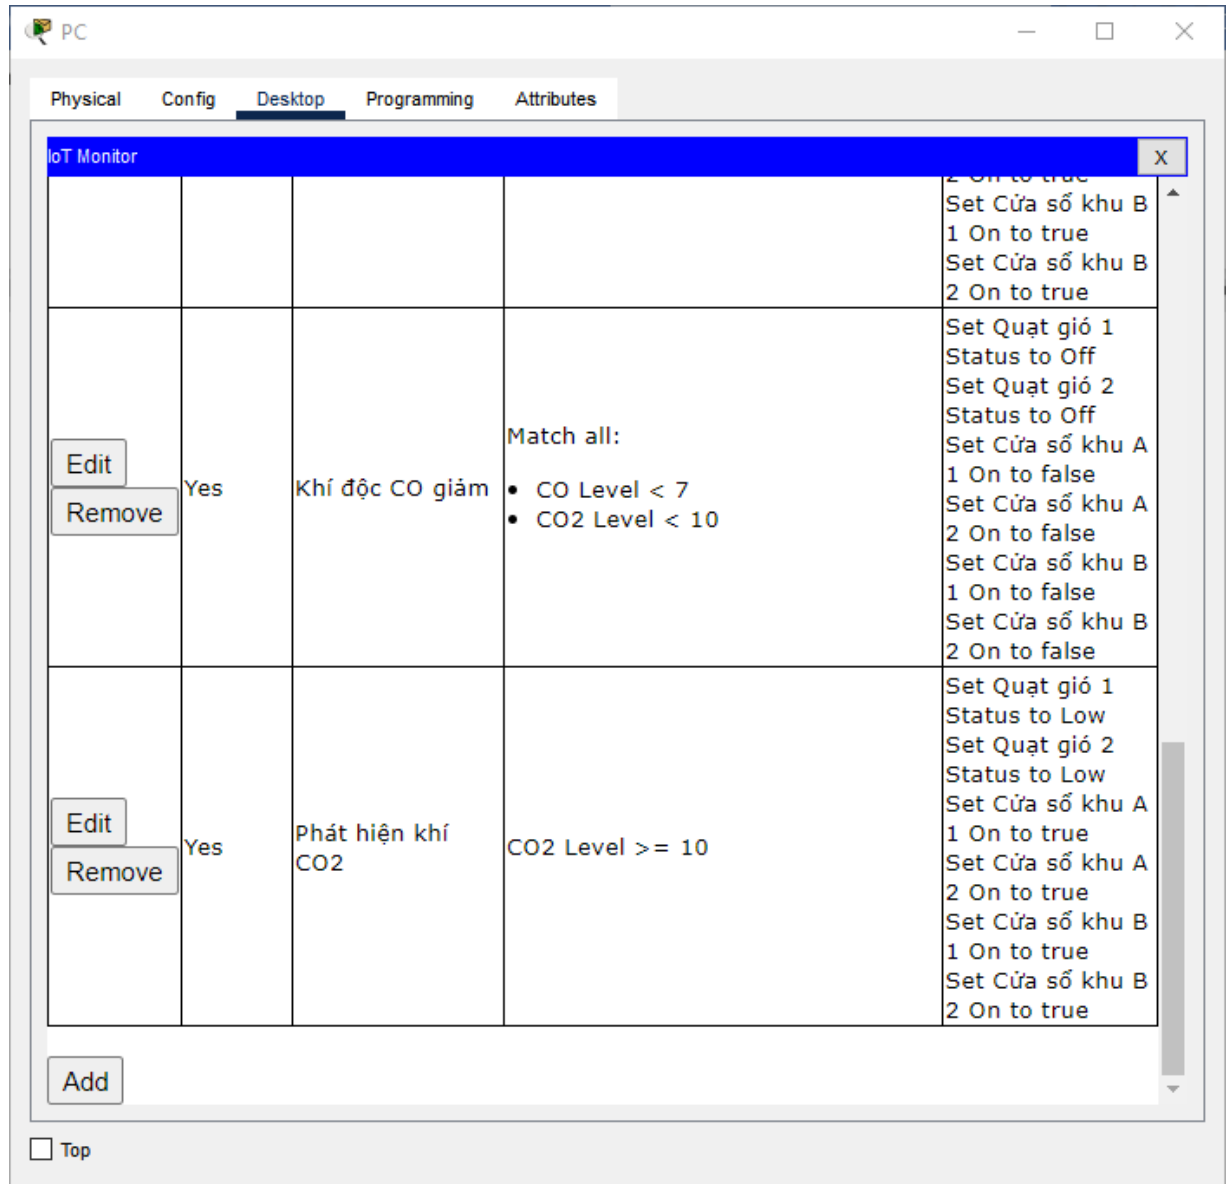 PC
Physical Config Desktop Programming Attributes
IoT Monitor X
2 On to true
Set Cửa sổ khu B
1 On to true
Set Cửa sổ khu B
2 On to true
Edit
Remove
Yes
Khí độc CO giảm
Match all:
• CO Level < 7
• CO2 Level < 10
Set Quạt gió 1
Status to Off
Set Quạt gió 2
Status to Off
Set Cửa sổ khu A
1 On to false
Set Cửa sổ khu A
2 On to false
Set Cửa sổ khu B
1 On to false
Set Cửa sổ khu B
2 On to false
Edit
Remove
Yes
Phát hiện khí
CO2
CO2 Level >= 10
Set Quạt gió 1
Status to Low
Set Quạt gió 2
Status to Low
Set Cửa sổ khu A
1 On to true
Set Cửa sổ khu A
2 On to true
Set Cửa sổ khu B
1 On to true
Set Cửa sổ khu B
2 On to true
Add
Top